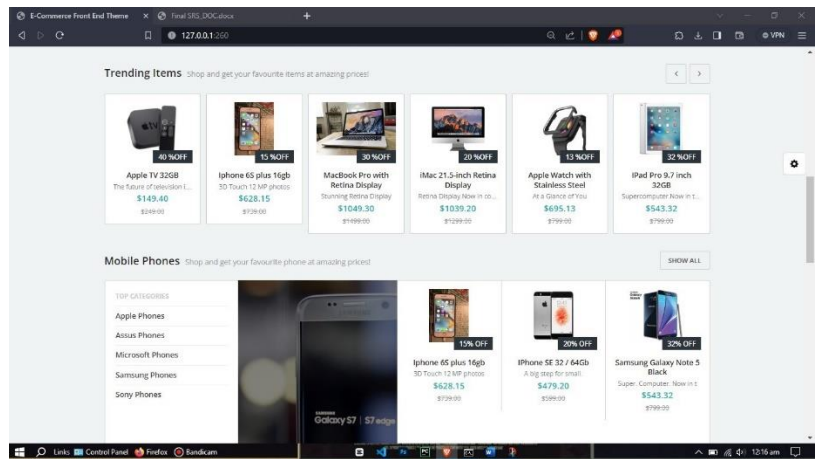 E-Commerce Front End Theme
Final SRS_DOC.docx
127.0.0.1:260
VPN
Trending Items Shop and get your favourite items at amazing prices!
tv
40 %OFF
15 %OFF
30 %OFF
20 %OFF
13 %OFF
32 %OFF
Apple TV 32GB
The future of television i...
$149.40
$249.00
Iphone 6S plus 16gb
3D Touch 12 MP photos
$628.15
$739.00
MacBook Pro with
Retina Display
Stunning Retina Display
$1049.30
$1499.00
iMac 21.5-inch Retina
Display
Retina Display Now in co...
$1039.20
$1299.00
Apple Watch with
Stainless Steel
At a Glance of You
$695.13
$799.00
IPad Pro 9.7 inch
32GB
Supercomputer Now in t...
$543.32
$799.00
Mobile Phones Shop and get your favourite phone at amazing prices!
SHOW ALL
TOP CATEGORIES
Apple Phones
Assus Phones
Microsoft Phones
Samsung Phones
Sony Phones
SAMSUNG
Galaxy S7 | S7 edge
15% OFF
Iphone 6S plus 16gb
3D Touch 12 MP photos
$628.15
$739.00
20% OFF
IPhone SE 32 / 64Gb
A big step for small
$479.20
$599.00
32% OFF
Samsung Galaxy Note 5
Black
Super. Computer. Now in t
$543.32
$799.00
Links Control Panel Firefox Bandicam
12:16 am